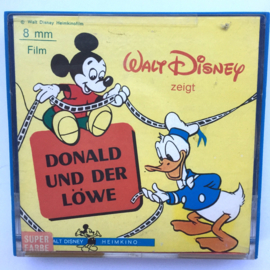 © Walt Disney Heimkino
8 mm
Film
WALT DISNEY
zeigt
DONALD
UND DER
LÖWE
SUPER
FARBE
WALT DISNEY HEIMKINO